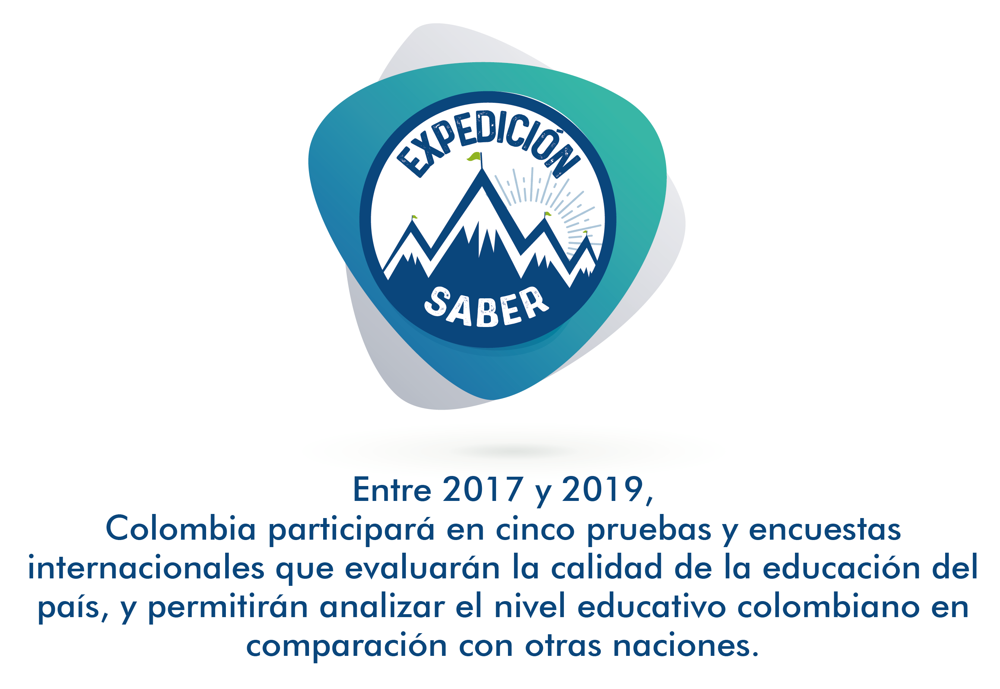 EXPEDICIÓN
SABER
Entre 2017 y 2019,
Colombia participará en cinco pruebas y encuestas
internacionales que evaluarán la calidad de la educación del
país, y permitirán analizar el nivel educativo colombiano en
comparación con otras naciones.